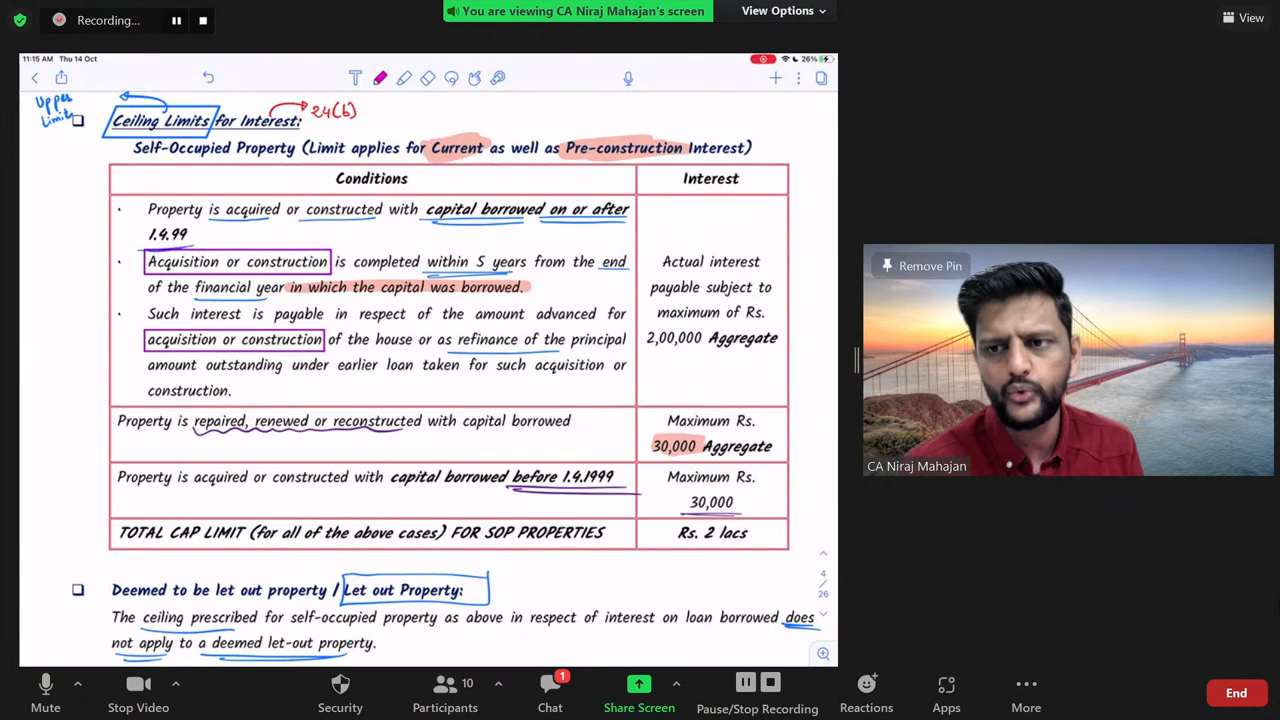 Recording...
You are viewing CA Niraj Mahajan's screen
View Options
View
11:15 AM Thu 14 Oct
26%
T
Upper
Limits
24(b)
Ceiling Limits for Interest:
Self-Occupied Property (Limit applies for Current as well as Pre-construction Interest)
Conditions
Interest
· Property is acquired or constructed with capital borrowed on or after
1.4.99
· Acquisition or construction is completed within 5 years from the end
of the financial year in which the capital was borrowed.
· Such interest is payable in respect of the amount advanced for
acquisition or construction of the house or as refinance of the principal
amount outstanding under earlier loan taken for such acquisition or
construction.
Actual interest
payable subject to
maximum of Rs.
2,00,000 Aggregate
Property is repaired, renewed or reconstructed with capital borrowed
Maximum Rs.
30,000 Aggregate
Property is acquired or constructed with capital borrowed before 1.4.1999
Maximum Rs.
30,000
TOTAL CAP LIMIT (for all of the above cases) FOR SOP PROPERTIES
Rs. 2 lacs
Deemed to be let out property / Let out Property:
The ceiling prescribed for self-occupied property as above in respect of interest on loan borrowed does
not apply to a deemed let-out property.
4
/
26
Remove Pin
CA Niraj Mahajan
Mute
Stop Video
Security
10
Participants
1
Chat
Share Screen
Pause/Stop Recording
Reactions
Apps
More
End